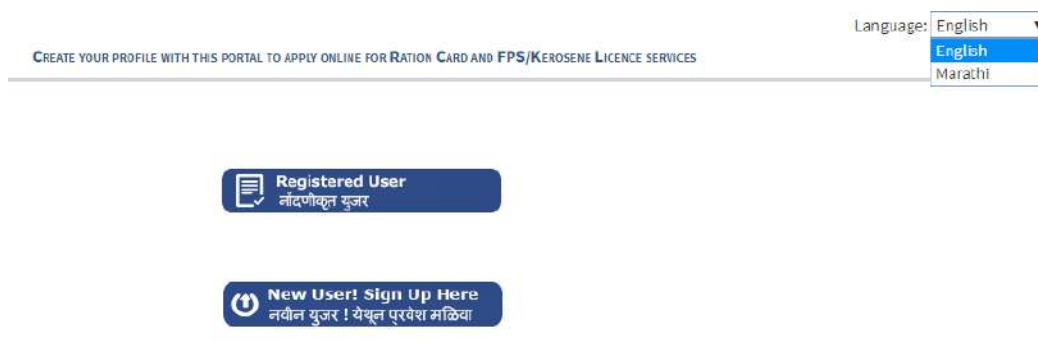 Language: English
English
Marathi
CREATE YOUR PROFILE WITH THIS PORTAL TO APPLY ONLINE FOR RATION CARD AND FPS/KEROSENE LICENCE SERVICES
Registered User
नोंदणीकृत युजर
New User! Sign Up Here
नवीन युजर ! येथून प्रवेश मळिवा